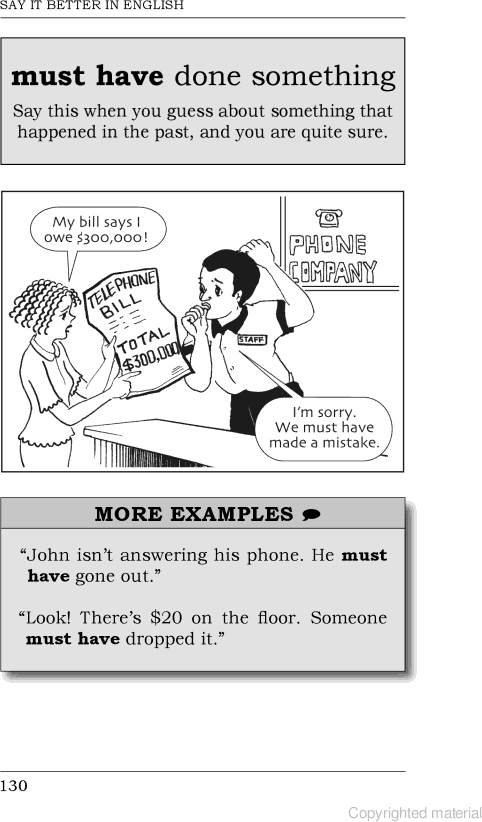 SAY IT BETTER IN ENGLISH
must have done something
Say this when you guess about something that
happened in the past, and you are quite sure.
My bill says I
owe $300,000!
TELEPHONE
BILL
TOTAL
$300,000
PHONE
COMPANY
STAFF
I'm sorry.
We must have
made a mistake.
MORE EXAMPLES
“John isn’t answering his phone. He must
have gone out.”
“Look! There’s $20 on the floor. Someone
must have dropped it.”
130
Copyrighted material